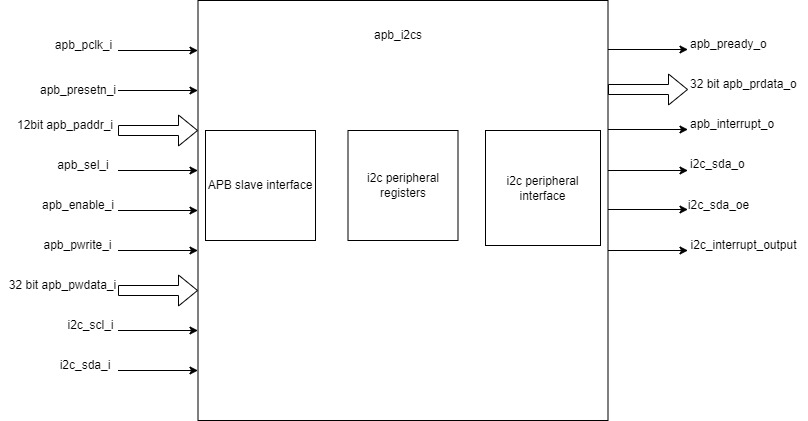 apb_i2cs
apb_pclk_i
apb_presetn_i
12bit apb_paddr_i
apb_sel_i
apb_enable_i
apb_pwrite_i
32 bit apb_pwdata_i
i2c_scl_i
i2c_sda_i
APB slave interface
i2c peripheral
registers
i2c peripheral
interface
apb_pready_o
32 bit apb_prdata_o
apb_interrupt_o
i2c_sda_o
i2c_sda_oe
i2c_interrupt_output